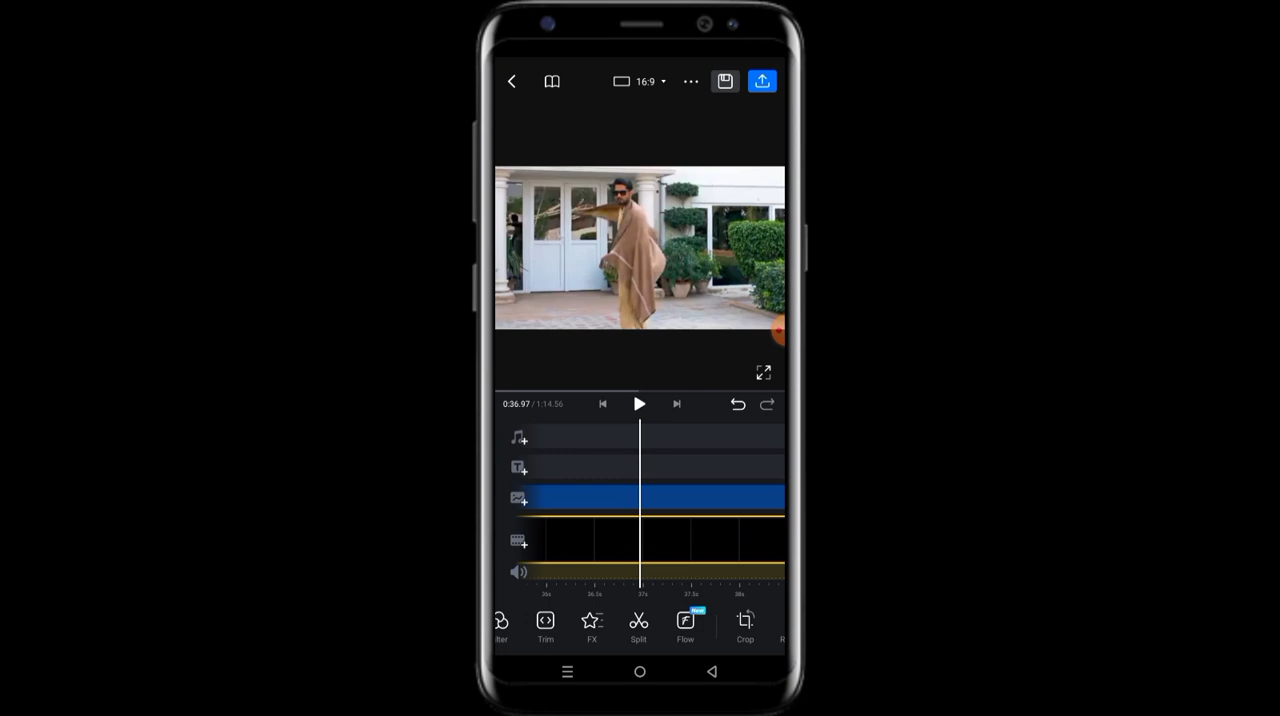 16:9
0:36.97 / 1:14.56
36s 36.5s 37s 37.5s 38s
New
lter Trim FX Split Flow Crop R